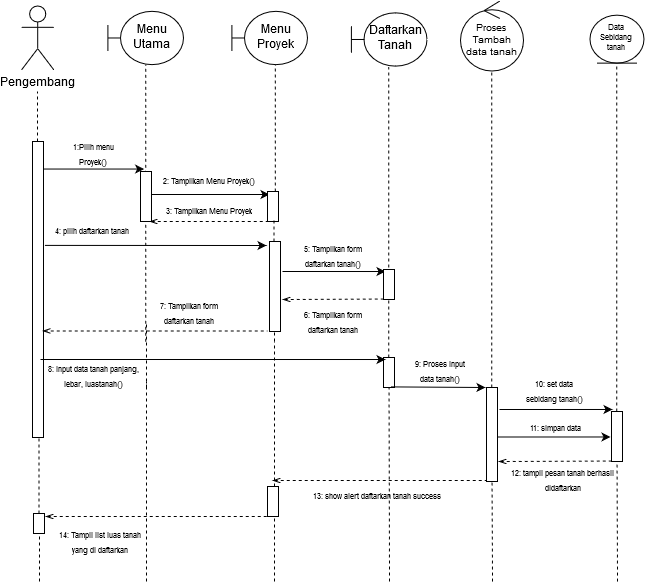 Menu
Utama
Menu
Proyek
Daftarkan
Tanah
Proses
Tambah
data tanah
Data
Sebidang
tanah
Pengembang
1:Pilih menu
Proyek()
2: Tampilkan Menu Proyek()
3: Tampilkan Menu Proyek
4: pilih daftarkan tanah
5: Tampilkan form
daftarkan tanah()
6: Tampilkan form
daftarkan tanah
7: Tampilkan form
daftarkan tanah
8: input data tanah panjang,
lebar, luastanah()
9: Proses input
data tanah()
10: set data
sebidang tanah()
11: simpan data
12: tampil pesan tanah berhasil
didaftarkan
13: show alert daftarkan tanah success
14: Tampil list luas tanah
yang di daftarkan